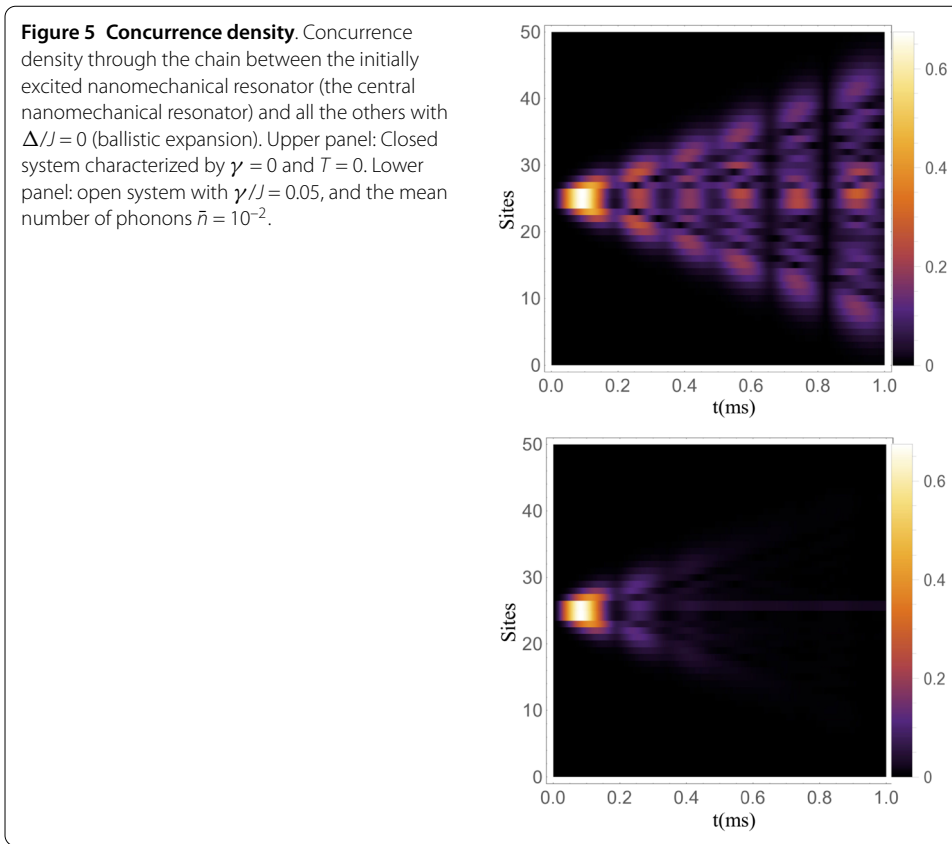 Figure 5 Concurrence density. Concurrence
density through the chain between the initially
excited nanomechanical resonator (the central
nanomechanical resonator) and all the others with
Δ/J = 0 (ballistic expansion). Upper panel: Closed
system characterized by γ = 0 and T = 0. Lower
panel: open system with γ/J = 0.05, and the mean
number of phonons n̄ = 10⁻².
50
40
30
20
10
0
Sites
0.0 0.2 0.4 0.6 0.8 1.0
t(ms)
0.6
0.4
0.2
0
50
40
30
20
10
0
Sites
0.0 0.2 0.4 0.6 0.8 1.0
t(ms)
0.6
0.4
0.2
0